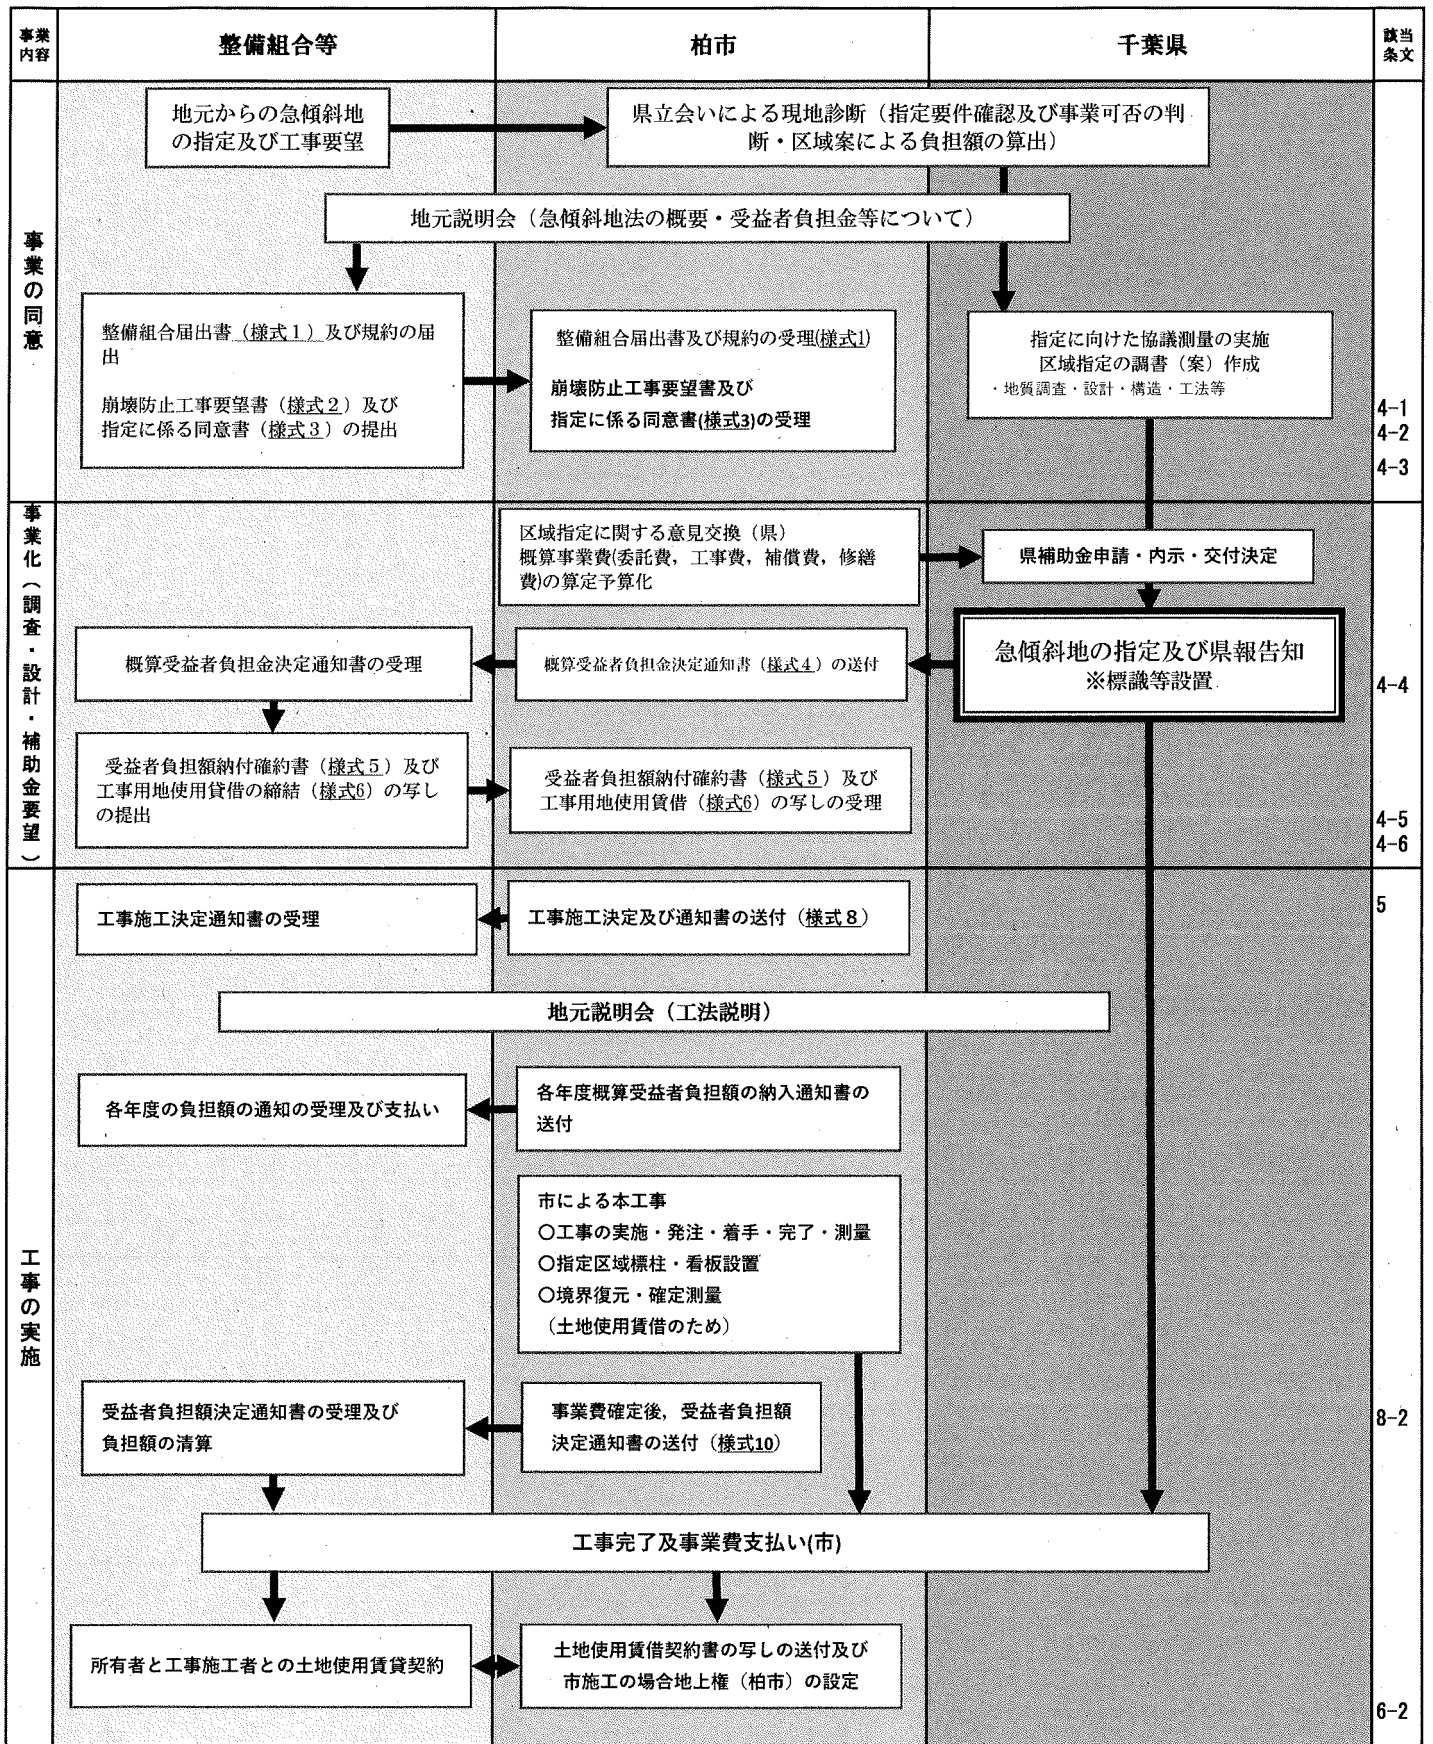 事業
内容
整備組合等
柏市
千葉県
該当
条文
事業の同意
地元からの急傾斜地
の指定及び工事要望
県立会いによる現地診断（指定要件確認及び事業可否の判
断・区域案による負担額の算出）
地元説明会（急傾斜地法の概要・受益者負担金等について）
整備組合届出書（様式１）及び規約の届
出
崩壊防止工事要望書（様式２）及び
指定に係る同意書（様式３）の提出
整備組合届出書及び規約の受理(様式1)
崩壊防止工事要望書及び
指定に係る同意書(様式3)の受理
指定に向けた協議測量の実施
区域指定の調書（案）作成
・地質調査・設計・構造・工法等
4-1
4-2
4-3
事業化（調査・設計・補助金要望）
区域指定に関する意見交換（県）
概算事業費(委託費，工事費，補償費，修繕
費)の算定予算化
県補助金申請・内示・交付決定
急傾斜地の指定及び県報告知
※標識等設置
概算受益者負担金決定通知書（様式４）の送付
概算受益者負担金決定通知書の受理
4-4
受益者負担額納付確約書（様式５）及び
工事用地使用貸借の締結（様式6）の写し
の提出
受益者負担額納付確約書（様式５）及び
工事用地使用賃借（様式6）の写しの受理
4-5
4-6
工事の実施
工事施工決定通知書の受理
工事施工決定及び通知書の送付（様式８）
5
地元説明会（工法説明）
各年度の負担額の通知の受理及び支払い
各年度概算受益者負担額の納入通知書の
送付
市による本工事
〇工事の実施・発注・着手・完了・測量
〇指定区域標柱・看板設置
〇境界復元・確定測量
（土地使用賃借のため）
受益者負担額決定通知書の受理及び
負担額の清算
事業費確定後，受益者負担額
決定通知書の送付（様式10）
8-2
工事完了及事業費支払い(市)
所有者と工事施工者との土地使用賃貸契約
土地使用賃借契約書の写しの送付及び
市施工の場合地上権（柏市）の設定
6-2